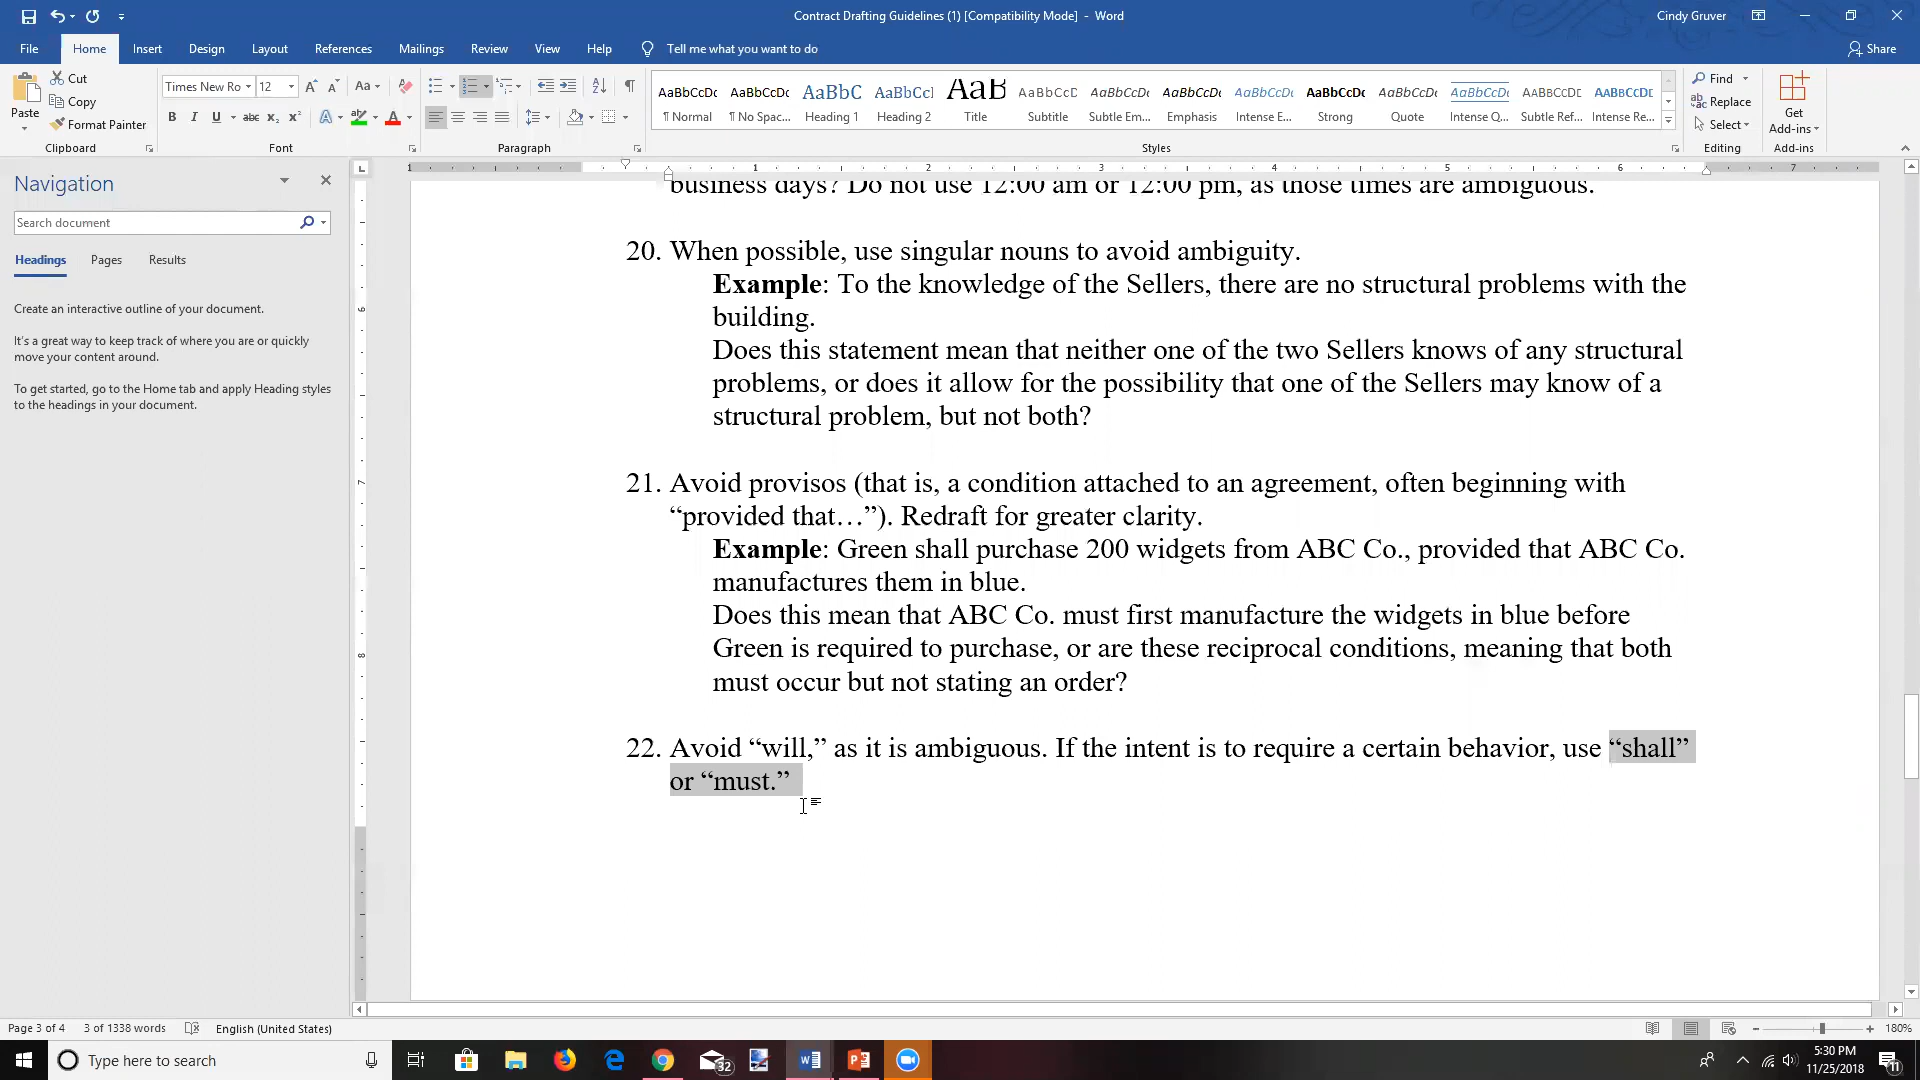 Contract Drafting Guidelines (1) [Compatibility Mode] - Word
Cindy Gruver
File Home Insert Design Layout References Mailings Review View Help Tell me what you want to do Share
Paste
Cut
Copy
Format Painter
Clipboard
Times New Ro 12
Font
Paragraph
AaBbCcDc AaBbCcDc AaBbC AaBbCcl AaB AaBbCcD AaBbCcDc AaBbCcDc AaBbCcDc AaBbCcDc AaBbCcDc AaBbCcDc AABBCCDE AABBCCDE
¶ Normal ¶ No Spac... Heading 1 Heading 2 Title Subtitle Subtle Em... Emphasis Intense E... Strong Quote Intense Q... Subtle Ref... Intense Re...
Styles
Find
Replace
Select
Editing
Get Add-ins
Add-ins
Navigation
Search document
Headings Pages Results
Create an interactive outline of your document.
It's a great way to keep track of where you are or quickly
move your content around.
To get started, go to the Home tab and apply Heading styles
to the headings in your document.
business days? Do not use 12:00 am or 12:00 pm, as those times are ambiguous.
20. When possible, use singular nouns to avoid ambiguity.
Example: To the knowledge of the Sellers, there are no structural problems with the
building.
Does this statement mean that neither one of the two Sellers knows of any structural
problems, or does it allow for the possibility that one of the Sellers may know of a
structural problem, but not both?
21. Avoid provisos (that is, a condition attached to an agreement, often beginning with
“provided that…”). Redraft for greater clarity.
Example: Green shall purchase 200 widgets from ABC Co., provided that ABC Co.
manufactures them in blue.
Does this mean that ABC Co. must first manufacture the widgets in blue before
Green is required to purchase, or are these reciprocal conditions, meaning that both
must occur but not stating an order?
22. Avoid “will,” as it is ambiguous. If the intent is to require a certain behavior, use “shall”
or “must.”
Page 3 of 4 3 of 1338 words English (United States) 180%
Type here to search
32
5:30 PM
11/25/2018
11